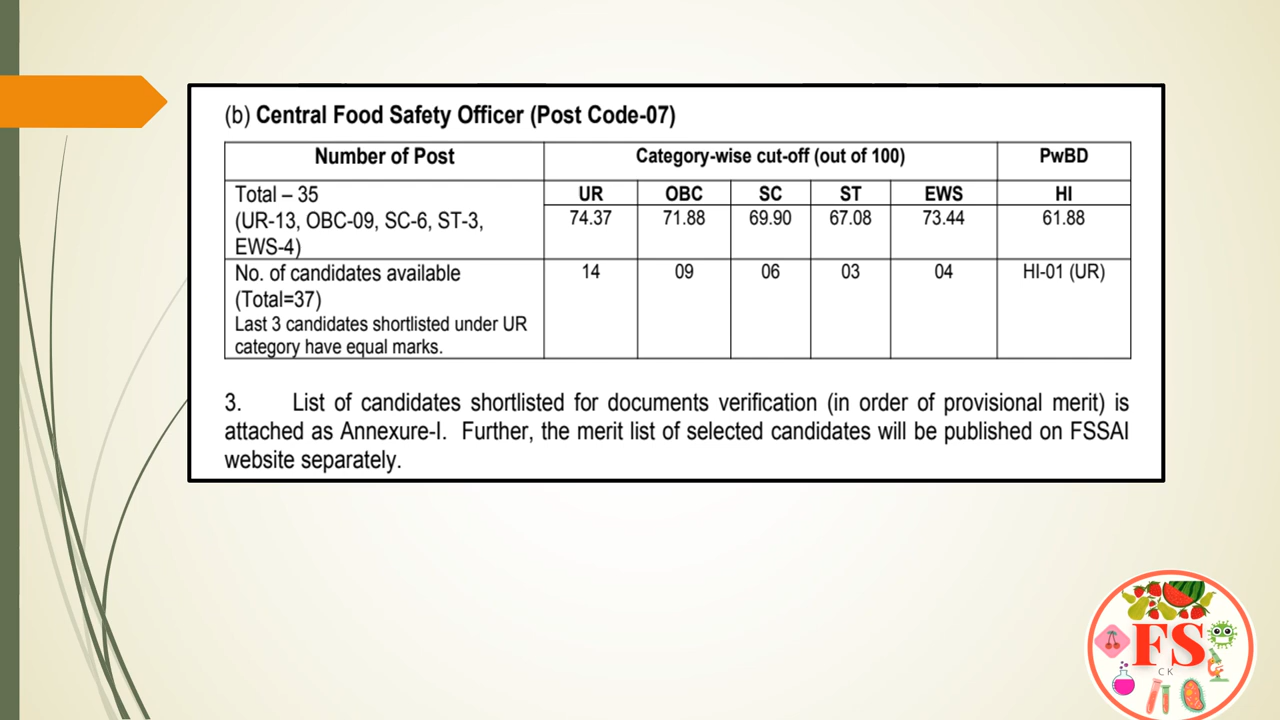 (b) Central Food Safety Officer (Post Code-07)
Number of Post Category-wise cut-off (out of 100) PwBD
Total – 35 UR OBC SC ST EWS HI
(UR-13, OBC-09, SC-6, ST-3, 74.37 71.88 69.90 67.08 73.44 61.88
EWS-4)
No. of candidates available 14 09 06 03 04 HI-01 (UR)
(Total=37)
Last 3 candidates shortlisted under UR
category have equal marks.
3. List of candidates shortlisted for documents verification (in order of provisional merit) is
attached as Annexure-I. Further, the merit list of selected candidates will be published on FSSAI
website separately.
FS
CK